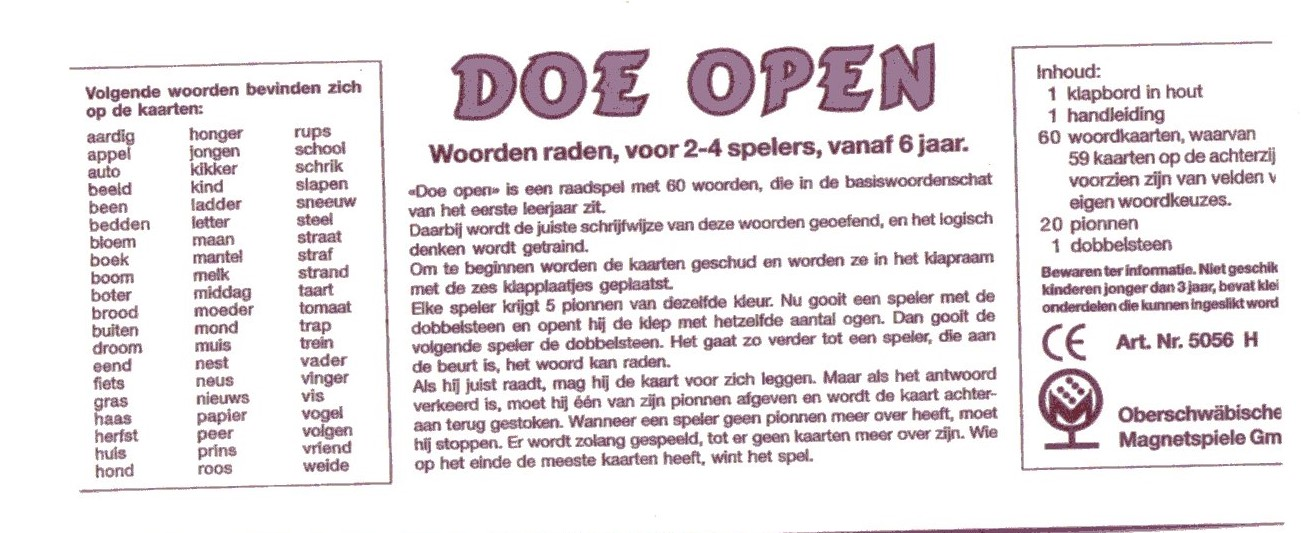 Volgende woorden bevinden zich
op de kaarten:
aardig honger rups
appel jongen school
auto kikker schrik
beeld kind slapen
been ladder sneeuw
bedden letter steel
bloem maan straat
boek mantel straf
boom melk strand
boter middag taart
brood moeder tomaat
buiten mond trap
droom muis trein
eend nest vader
fiets neus vinger
gras nieuws vis
haas papier vogel
herfst peer volgen
huis prins vriend
hond roos weide
DOE OPEN
Woorden raden, voor 2-4 spelers, vanaf 6 jaar.
«Doe open» is een raadspel met 60 woorden, die in de basiswoordenschat
van het eerste leerjaar zit.
Daarbij wordt de juiste schrijfwijze van deze woorden geoefend, en het logisch
denken wordt getraind.
Om te beginnen worden de kaarten geschud en worden ze in het klapraam
met de zes klapplaatjes geplaatst.
Elke speler krijgt 5 pionnen van dezelfde kleur. Nu gooit een speler met de
dobbelsteen en opent hij de klep met hetzelfde aantal ogen. Dan gooit de
volgende speler de dobbelsteen. Het gaat zo verder tot een speler, die aan
de beurt is, het woord kan raden.
Als hij juist raadt, mag hij de kaart voor zich leggen. Maar als het antwoord
verkeerd is, moet hij één van zijn pionnen afgeven en wordt de kaart achter-
aan terug gestoken. Wanneer een speler geen pionnen meer over heeft, moet
hij stoppen. Er wordt zolang gespeeld, tot er geen kaarten meer over zijn. Wie
op het einde de meeste kaarten heeft, wint het spel.
Inhoud:
1 klapbord in hout
1 handleiding
60 woordkaarten, waarvan
59 kaarten op de achterzij
voorzien zijn van velden v
eigen woordkeuzes.
20 pionnen
1 dobbelsteen
Bewaren ter informatie. Niet geschik
kinderen jonger dan 3 jaar, bevat klei
onderdelen die kunnen ingeslikt word
CE Art. Nr. 5056 H
Oberschwäbische
Magnetspiele Gm